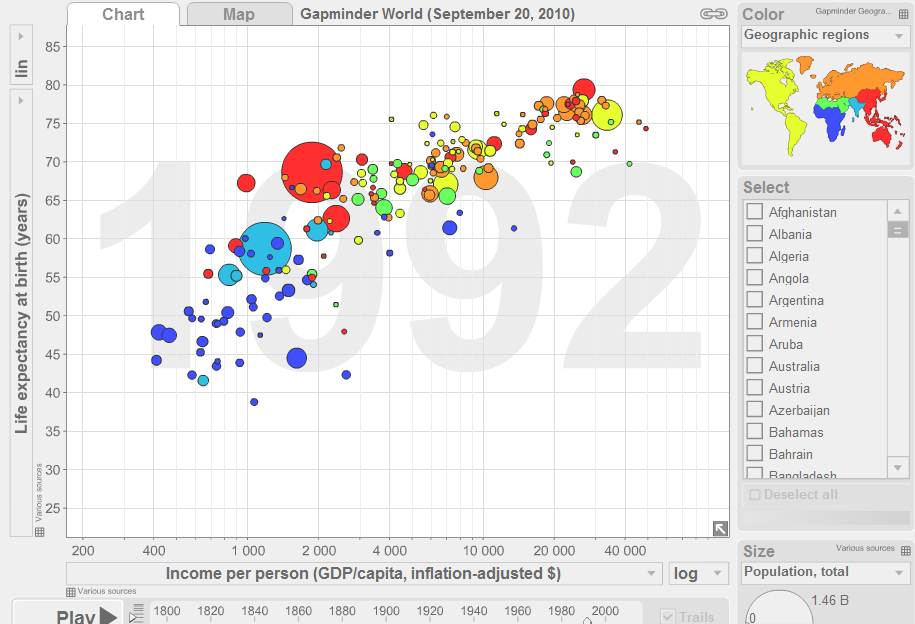 Chart
Map
Gapminder World (September 20, 2010)
Color
Gapminder Geogra...
Geographic regions
lin
Life expectancy at birth (years)
Various sources
85
80
75
70
65
60
55
50
45
40
35
30
25
1992
200
400
1 000
2 000
4 000
10 000
20 000
40 000
Income per person (GDP/capita, inflation-adjusted $)
log
Various sources
Play
1800
1820
1840
1860
1880
1900
1920
1940
1960
1980
2000
Trails
Select
Afghanistan
Albania
Algeria
Angola
Argentina
Armenia
Aruba
Australia
Austria
Azerbaijan
Bahamas
Bahrain
Bangladesh
Deselect all
Size
Various sources
Population, total
1.46 B
0